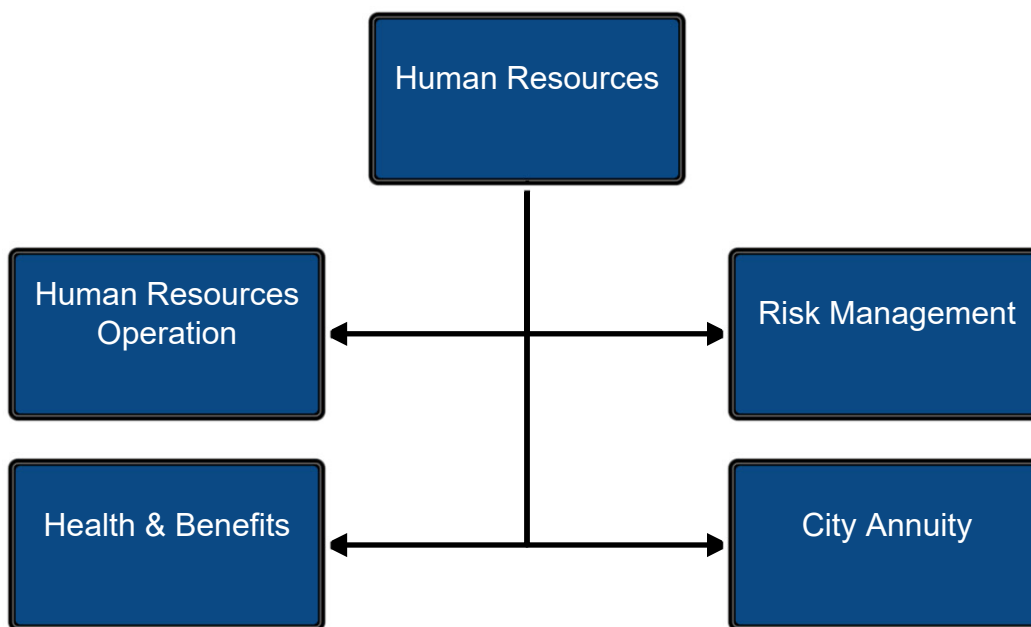 Human Resources
Human Resources
Operation
Risk Management
Health & Benefits
City Annuity